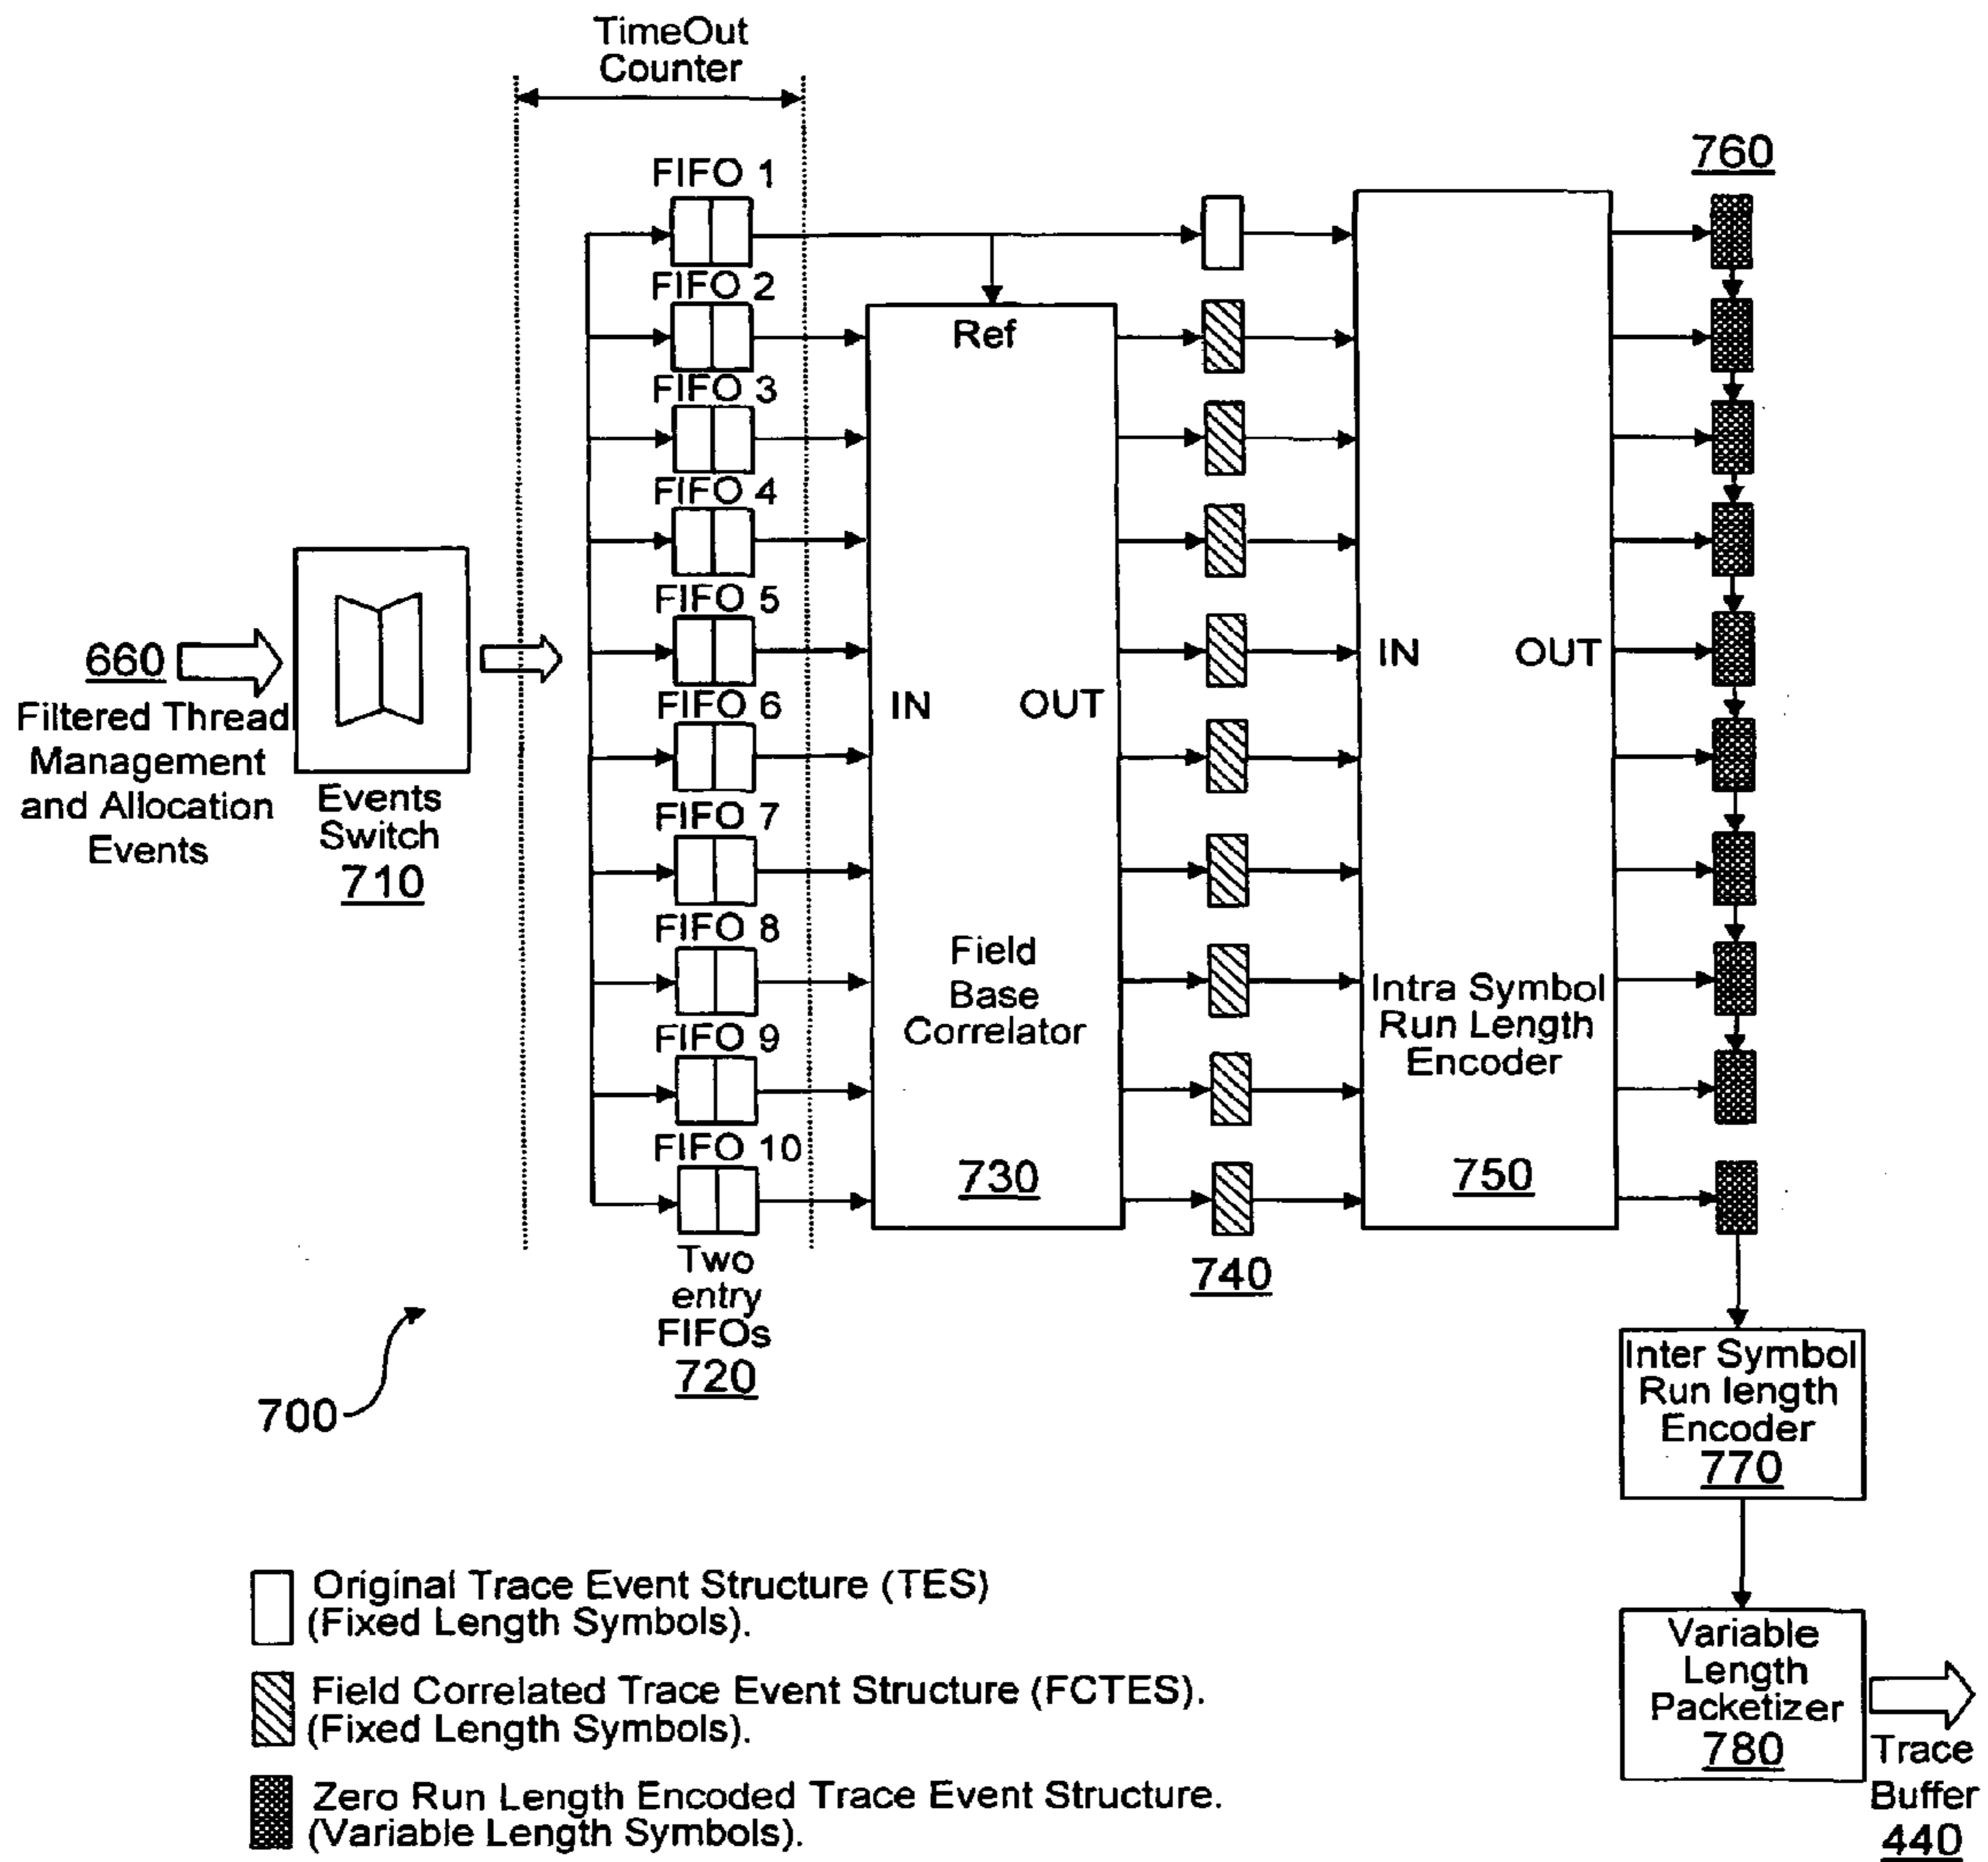 TimeOut
Counter
760
FIFO 1
FIFO 2
Ref
FIFO 3
FIFO 4
FIFO 5
660
Filtered Thread
Management
and Allocation
Events
Events
Switch
710
IN
OUT
FIFO 6
IN
OUT
FIFO 7
FIFO 8
Field
Base
Correlator
Intra Symbol
Run Length
Encoder
FIFO 9
FIFO 10
730
750
Two
entry
FIFOs
720
740
700
Inter Symbol
Run length
Encoder
770
Original Trace Event Structure (TES)
(Fixed Length Symbols).
Field Correlated Trace Event Structure (FCTES).
(Fixed Length Symbols).
Zero Run Length Encoded Trace Event Structure.
(Variable Length Symbols).
Variable
Length
Packetizer
780
Trace
Buffer
440